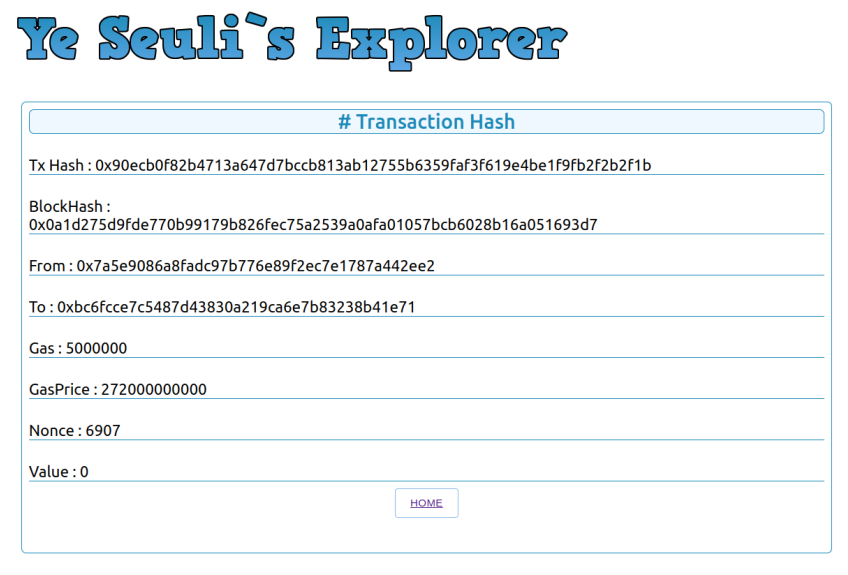 Ye Seuli`s Explorer
# Transaction Hash
Tx Hash : 0x90ecb0f82b4713a647d7bccb813ab12755b6359faf3f619e4be1f9fb2f2b2f1b
BlockHash :
0x0a1d275d9fde770b99179b826fec75a2539a0afa01057bcb6028b16a051693d7
From : 0x7a5e9086a8fadc97b776e89f2ec7e1787a442ee2
To : 0xbc6fcce7c5487d43830a219ca6e7b83238b41e71
Gas : 5000000
GasPrice : 272000000000
Nonce : 6907
Value : 0
HOME